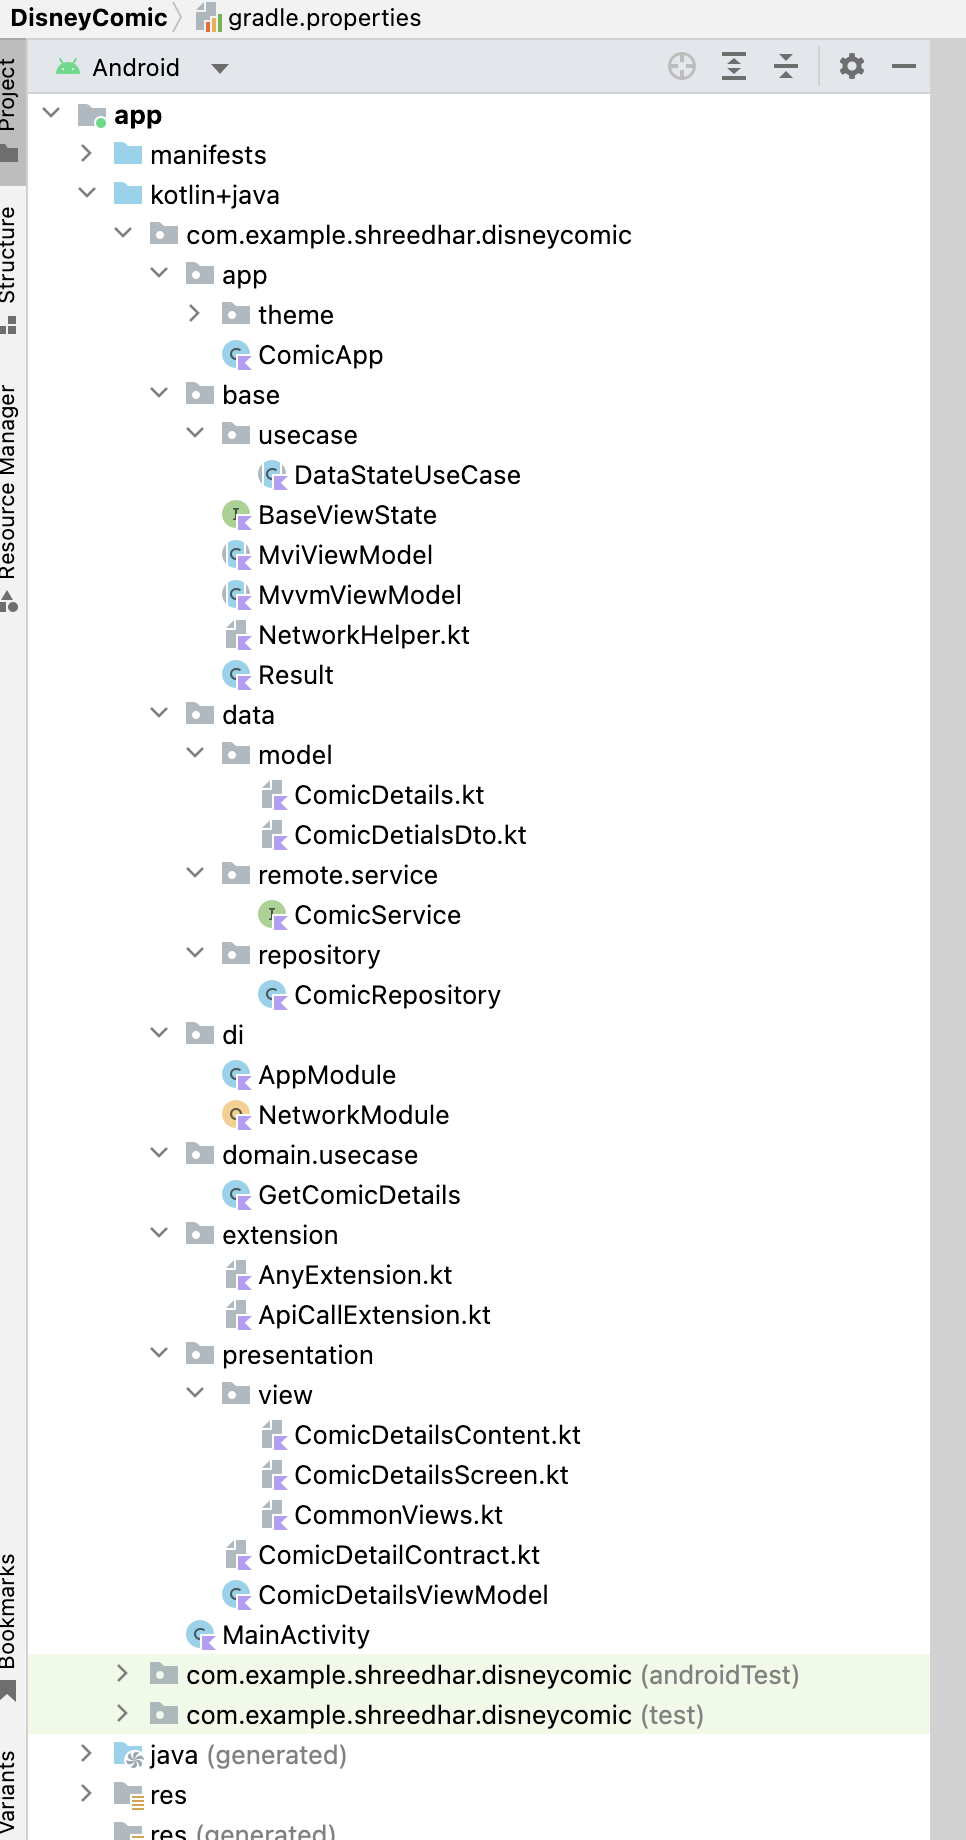 DisneyComic gradle.properties
Android
Project
Structure
Resource Manager
Bookmarks
Variants
app
manifests
kotlin+java
com.example.shreedhar.disneycomic
app
theme
ComicApp
base
usecase
DataStateUseCase
BaseViewState
MviViewModel
MvvmViewModel
NetworkHelper.kt
Result
data
model
ComicDetails.kt
ComicDetialsDto.kt
remote.service
ComicService
repository
ComicRepository
di
AppModule
NetworkModule
domain.usecase
GetComicDetails
extension
AnyExtension.kt
ApiCallExtension.kt
presentation
view
ComicDetailsContent.kt
ComicDetailsScreen.kt
CommonViews.kt
ComicDetailContract.kt
ComicDetailsViewModel
MainActivity
com.example.shreedhar.disneycomic (androidTest)
com.example.shreedhar.disneycomic (test)
java (generated)
res
res (generated)